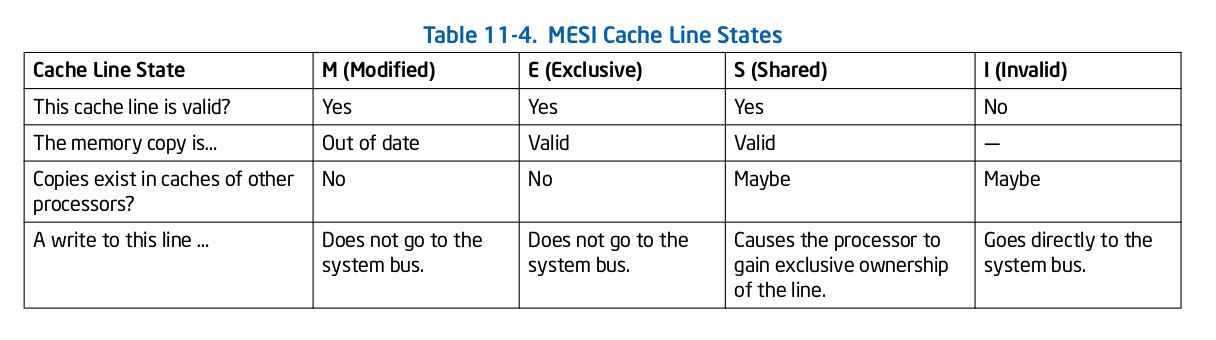 Table 11-4. MESI Cache Line States
Cache Line State M (Modified) E (Exclusive) S (Shared) I (Invalid)
This cache line is valid? Yes Yes Yes No
The memory copy is... Out of date Valid Valid —
Copies exist in caches of other No No Maybe Maybe
processors?
A write to this line ... Does not go to the Does not go to the Causes the processor to Goes directly to the
system bus. system bus. gain exclusive ownership system bus.
of the line.